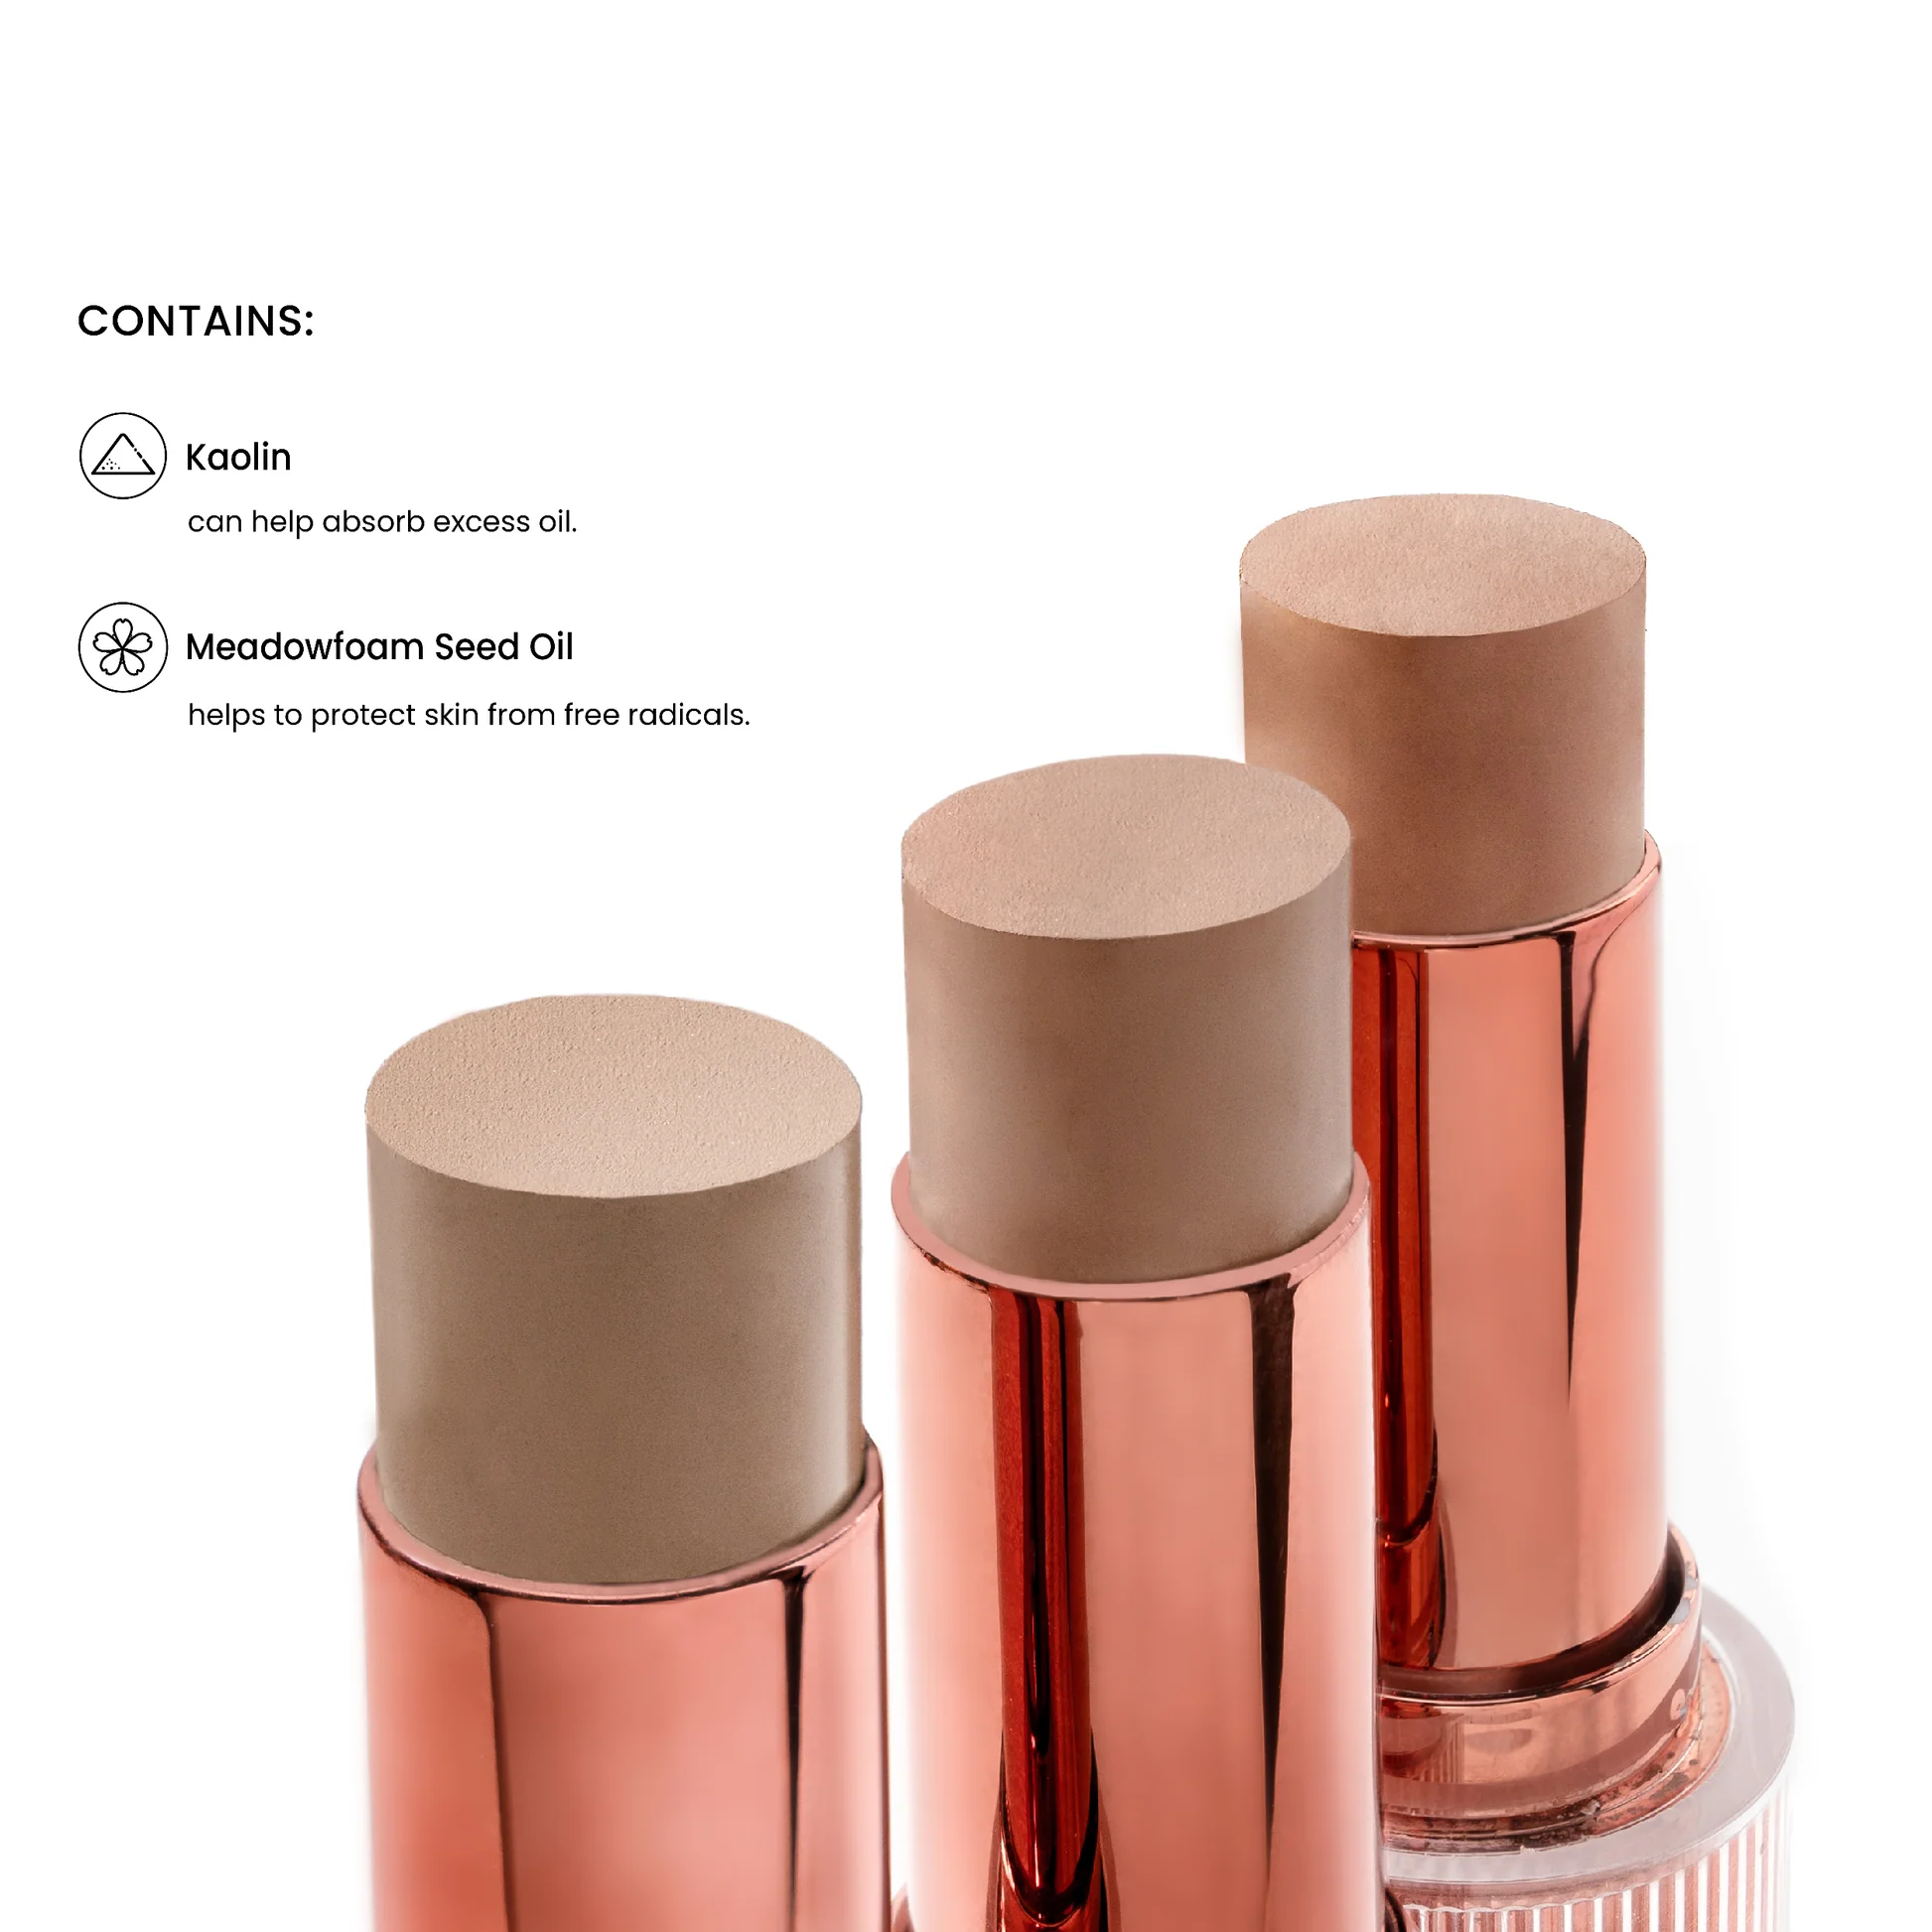 CONTAINS:
Kaolin
can help absorb excess oil.
Meadowfoam Seed Oil
helps to protect skin from free radicals.